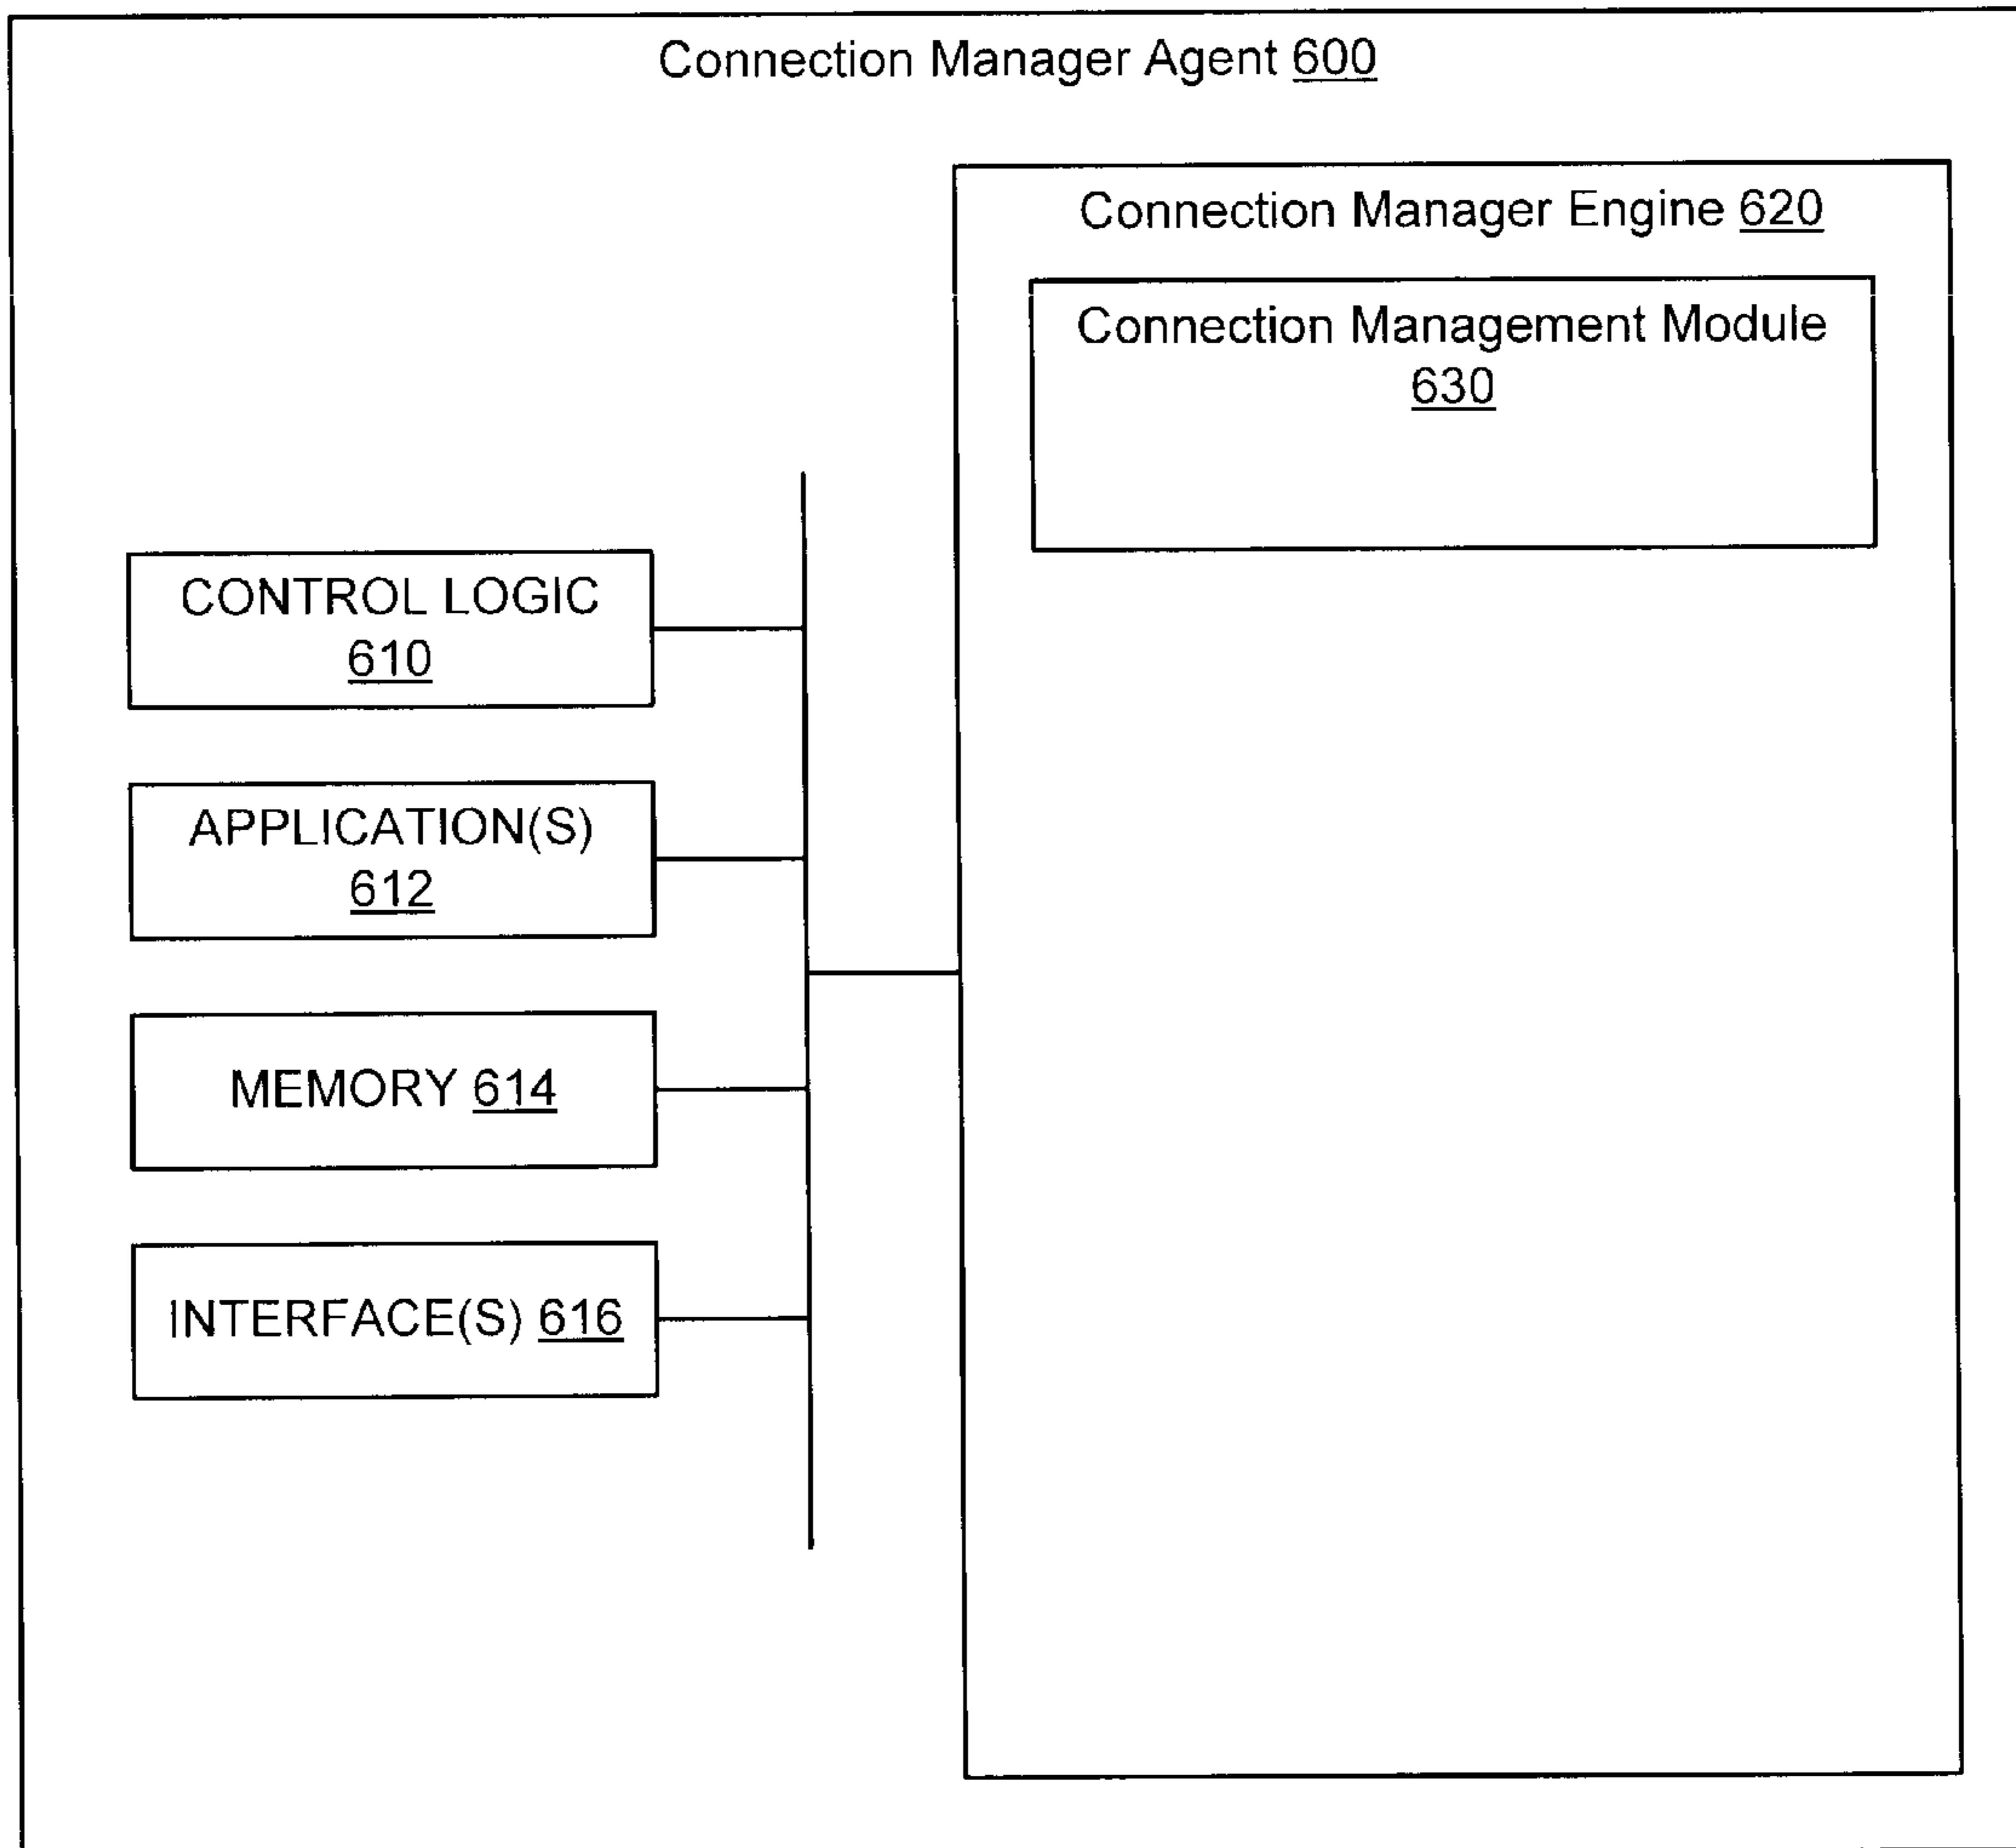 Connection Manager Agent 600
Connection Manager Engine 620
Connection Management Module
630
CONTROL LOGIC
610
APPLICATION(S)
612
MEMORY 614
INTERFACE(S) 616